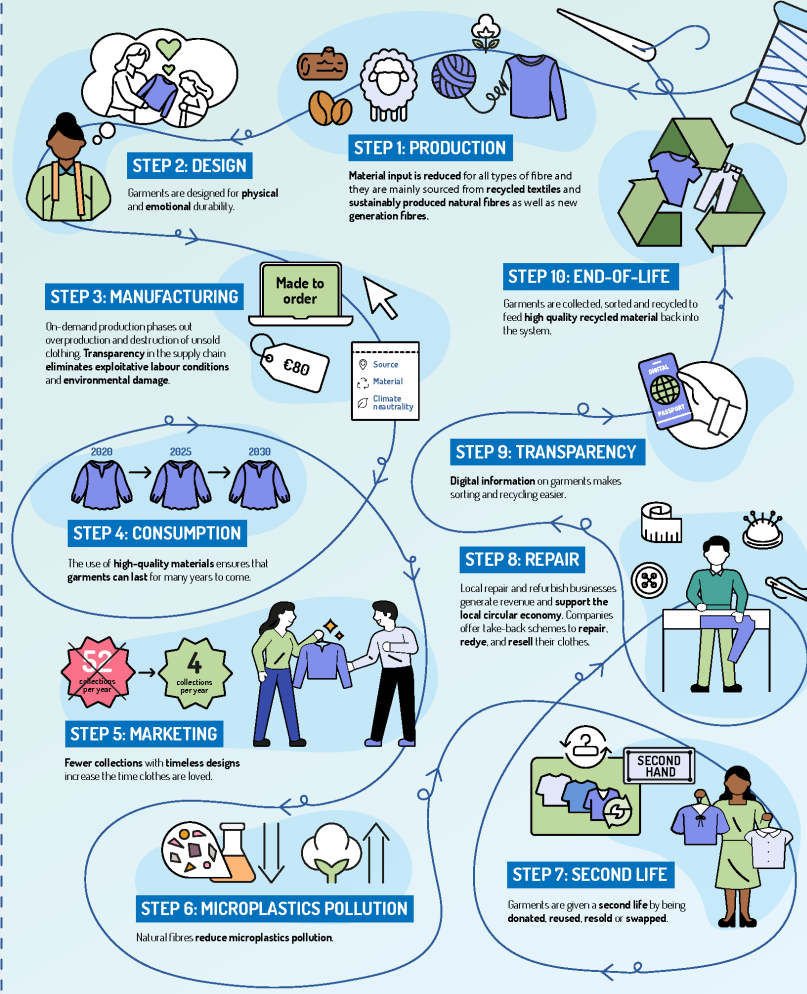 STEP 1: PRODUCTION
Material input is reduced for all types of fibre and
they are mainly sourced from recycled textiles and
sustainably produced natural fibres as well as new
generation fibres.
STEP 2: DESIGN
Garments are designed for physical
and emotional durability.
STEP 3: MANUFACTURING
On-demand production phases out
overproduction and destruction of unsold
clothing. Transparency in the supply chain
eliminates exploitative labour conditions
and environmental damage.
Made to
order
€80
Source
Material
Climate
neautrality
2020
2025
2030
STEP 4: CONSUMPTION
The use of high-quality materials ensures that
garments can last for many years to come.
52
collections
per year
4
collections
per year
STEP 5: MARKETING
Fewer collections with timeless designs
increase the time clothes are loved.
STEP 6: MICROPLASTICS POLLUTION
Natural fibres reduce microplastics pollution.
SECOND
HAND
STEP 7: SECOND LIFE
Garments are given a second life by being
donated, reused, resold or swapped.
STEP 8: REPAIR
Local repair and refurbish businesses
generate revenue and support the
local circular economy. Companies
offer take-back schemes to repair,
redye, and resell their clothes.
STEP 9: TRANSPARENCY
Digital information on garments makes
sorting and recycling easier.
DIGITAL
PASSPORT
STEP 10: END-OF-LIFE
Garments are collected, sorted and recycled to
feed high quality recycled material back into
the system.